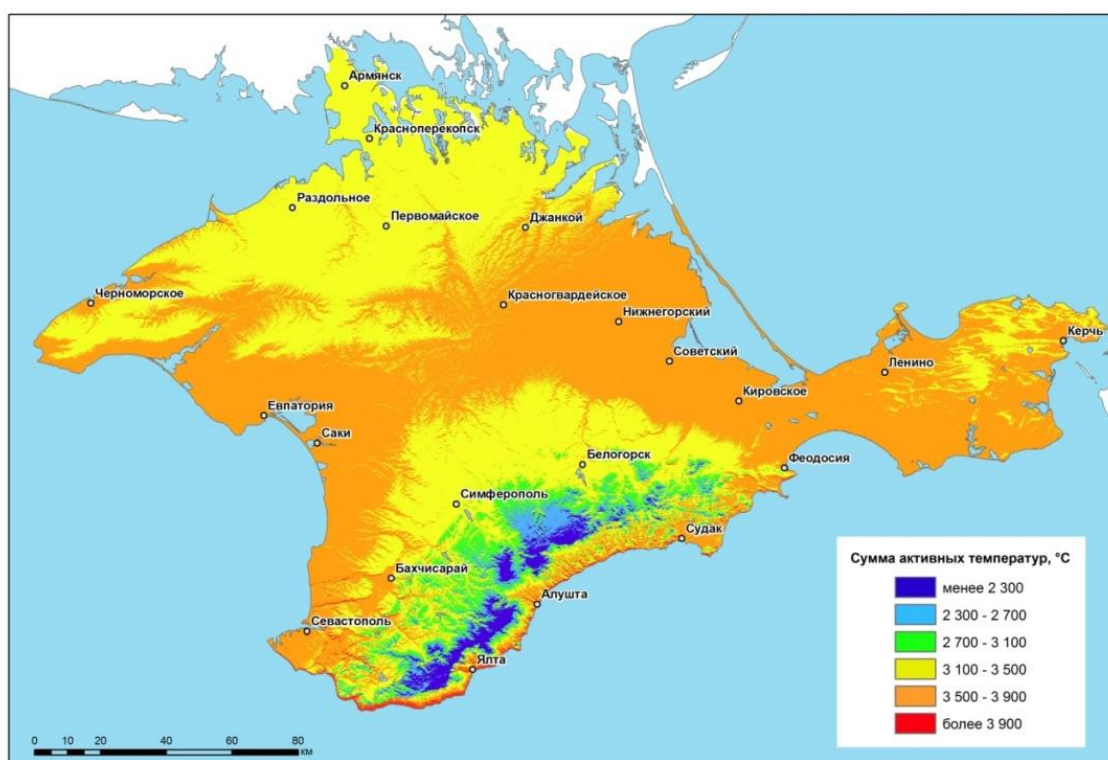 Армянск
Красноперекопск
Раздольное
Первомайское
Джанкой
Черноморское
Красногвардейское
Нижнегорский
Керчь
Советский
Ленино
Кировское
Евпатория
Саки
Белогорск
Феодосия
Симферополь
Судак
Бахчисарай
Алушта
Севастополь
Ялта
Сумма активных температур, °C
менее 2 300
2 300 - 2 700
2 700 - 3 100
3 100 - 3 500
3 500 - 3 900
более 3 900
0 10 20 40 60 80
км